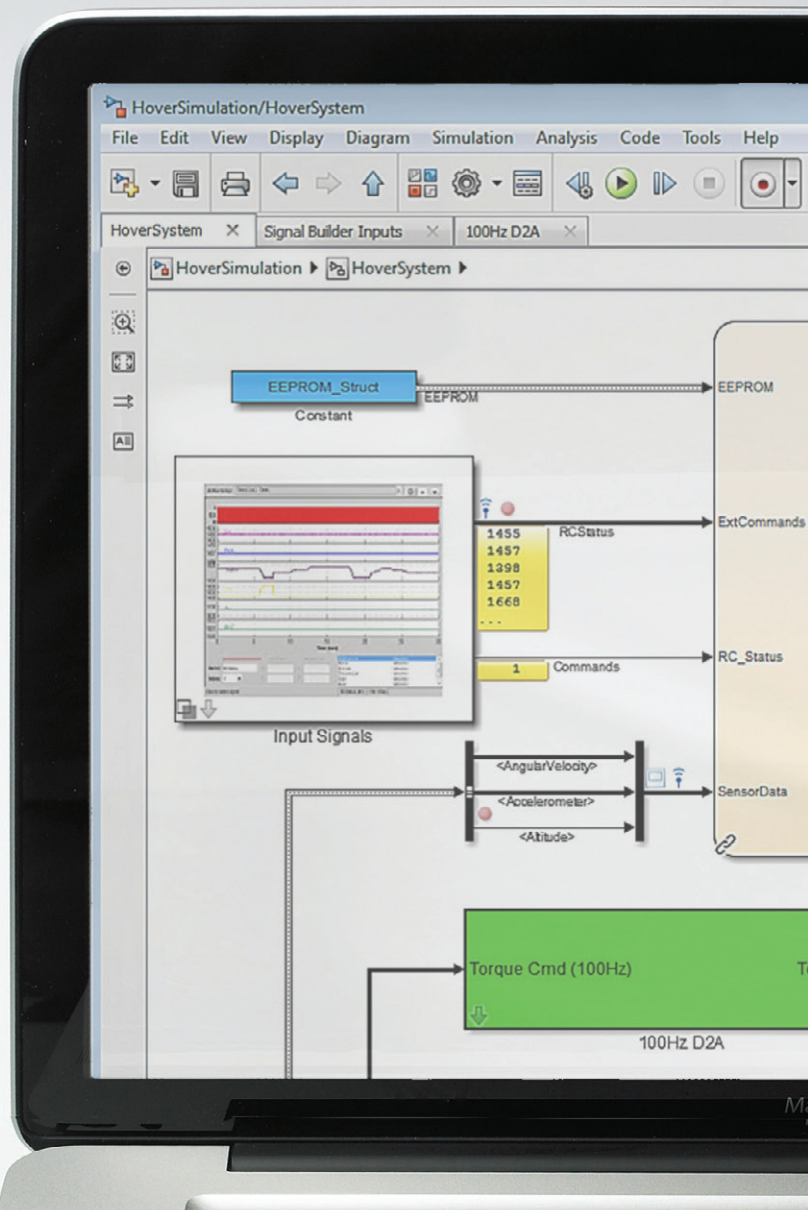 HoverSimulation/HoverSystem
File Edit View Display Diagram Simulation Analysis Code Tools Help
HoverSystem Signal Builder Inputs 100Hz D2A
HoverSimulation HoverSystem
EEPROM_Struct
EEPROM
EEPROM
Constant
1455
RCStatus
ExtCommands
1457
1398
1457
1668
...
1
Commands
RC_Status
Input Signals
<AngularVelocity>
<Accelerometer>
SensorData
<Altitude>
Torque Cmd (100Hz)
100Hz D2A